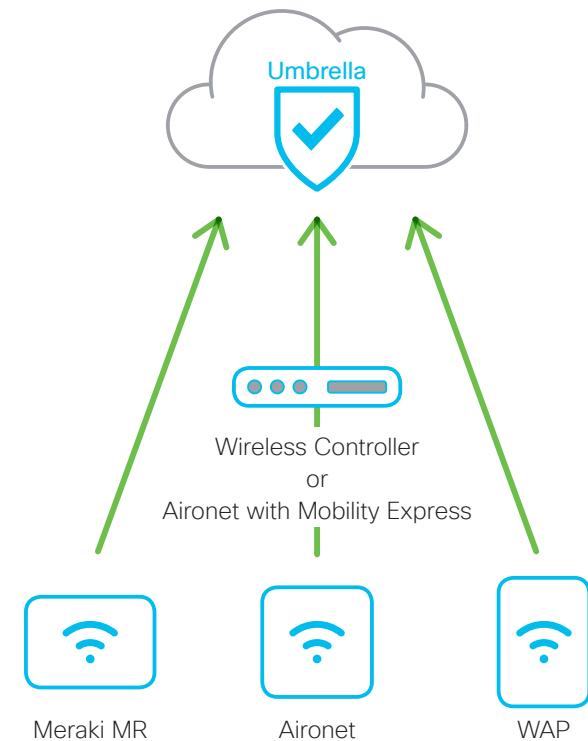 Umbrella
Wireless Controller
or
Aironet with Mobility Express
Meraki MR
Aironet
WAP